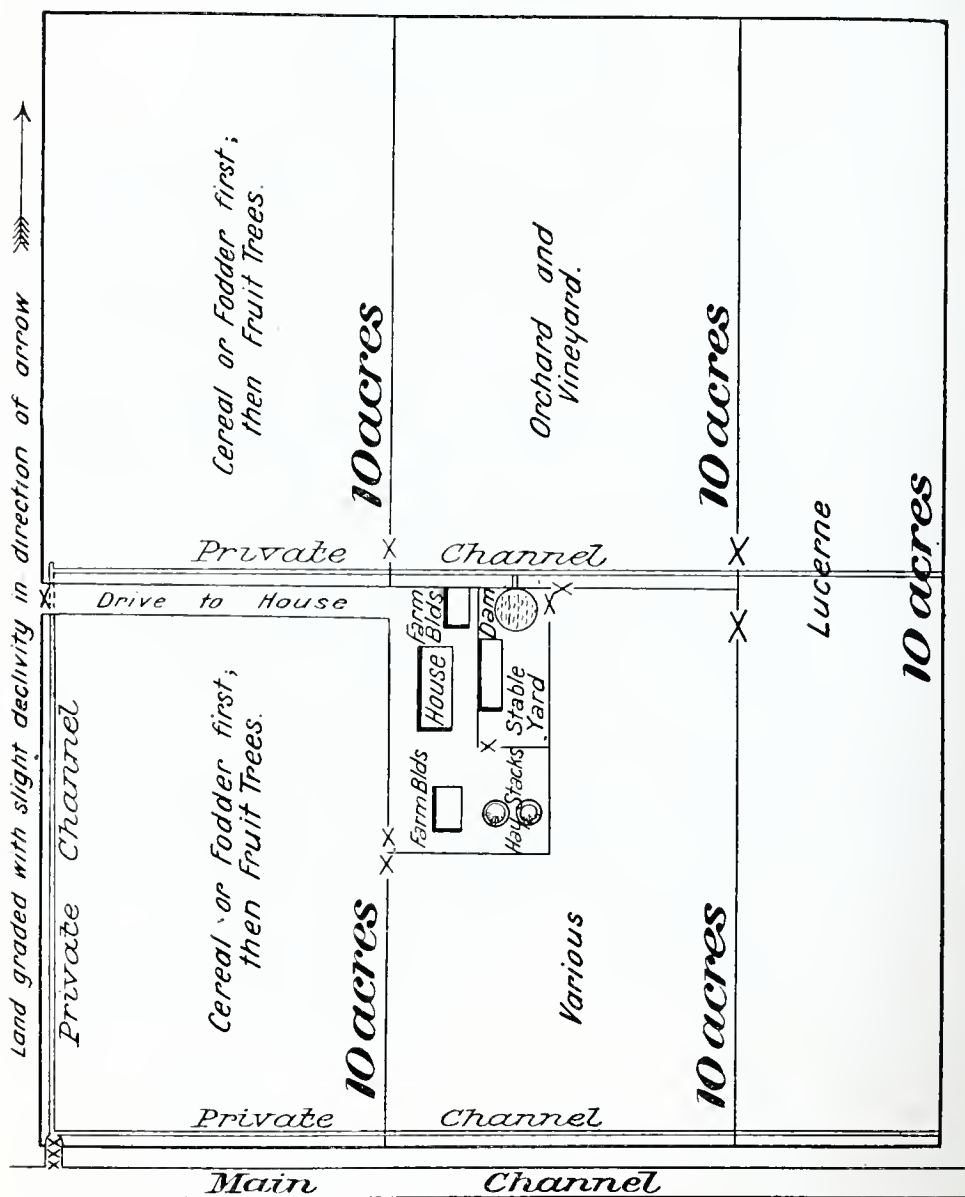 Land graded with slight declivity in direction of arrow
Cereal or Fodder first;
then Fruit Trees.
10 acres
Orchard and
Vineyard.
10 acres
Private Channel
Drive to House
Private Channel
Cereal or Fodder first;
then Fruit Trees.
10 acres
Farm
Blds
House
Dam
Stable
Yard
Farm Blds
Hay Stacks
Various
10 acres
Lucerne
10 acres
Private Channel
Main Channel